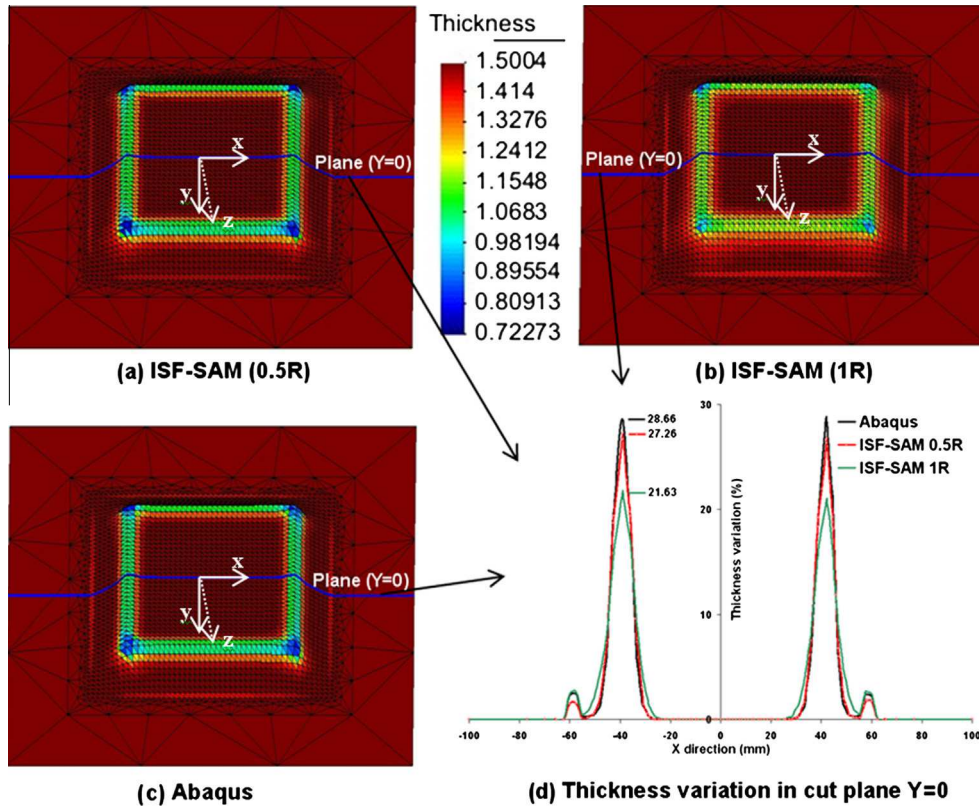 Thickness
1.5004
1.414
1.3276
1.2412
1.1548
1.0683
0.98194
0.89554
0.80913
0.72273
x
y
z
Plane (Y=0)
(a) ISF-SAM (0.5R)
Plane (Y=0)
x
y
z
(b) ISF-SAM (1R)
x
y
z
Plane (Y=0)
(c) Abaqus
30
20
10
0
Thickness variation (%)
28.66
27.26
21.63
Abaqus
ISF-SAM 0.5R
ISF-SAM 1R
-100 -80 -60 -40 -20 0 20 40 60 80 100
X direction (mm)
(d) Thickness variation in cut plane Y=0